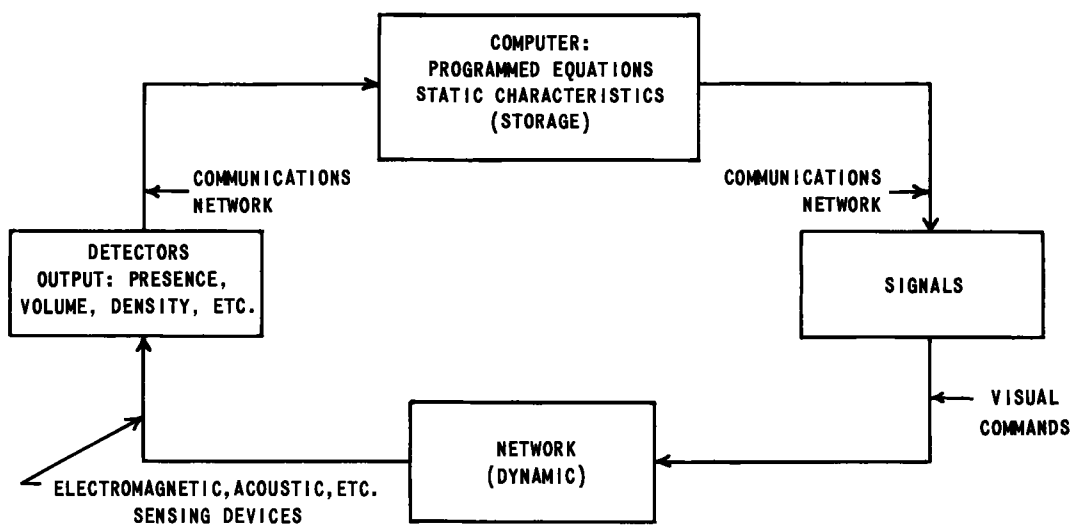 COMPUTER:
PROGRAMMED EQUATIONS
STATIC CHARACTERISTICS
(STORAGE)
COMMUNICATIONS
NETWORK
COMMUNICATIONS
NETWORK
DETECTORS
OUTPUT: PRESENCE,
VOLUME, DENSITY, ETC.
SIGNALS
VISUAL
COMMANDS
NETWORK
(DYNAMIC)
ELECTROMAGNETIC, ACOUSTIC, ETC.
SENSING DEVICES